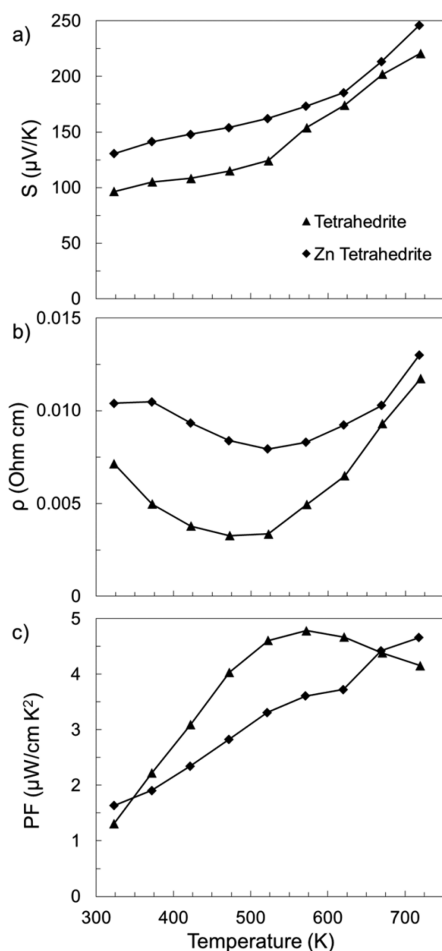 a)
250
200
150
100
50
0
S (µV/K)
Tetrahedrite
Zn Tetrahedrite
b)
0.015
0.010
0.005
0
ρ (Ohm cm)
c)
5
4
3
2
1
0
PF (µW/cm K²)
300 400 500 600 700
Temperature (K)